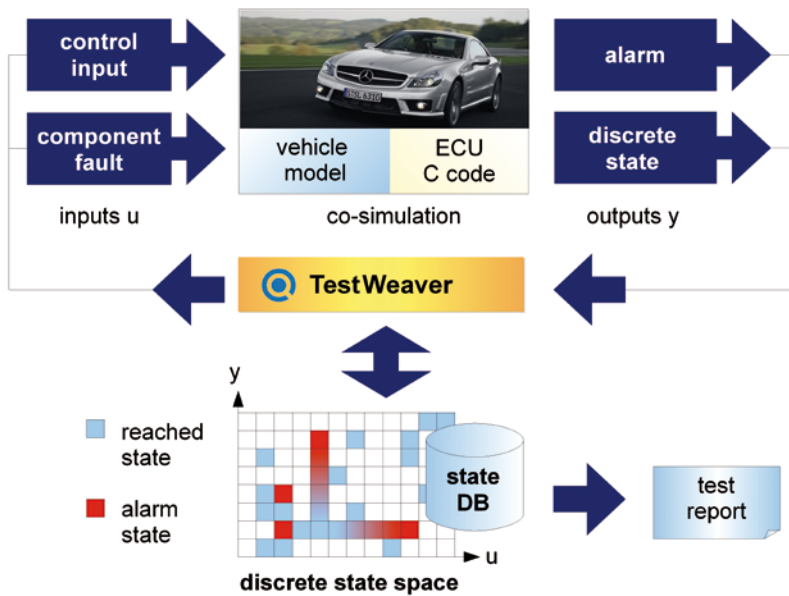 control
input
component
fault
inputs u
vehicle
model
ECU
C code
co-simulation
alarm
discrete
state
outputs y
TestWeaver
y
reached
state
alarm
state
state
DB
u
discrete state space
test
report